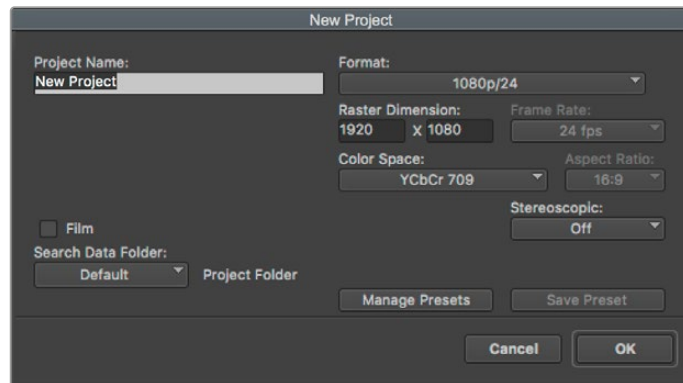 New Project
Project Name:
New Project
Format:
1080p/24
Raster Dimension:
Frame Rate:
1920 X 1080
24 fps
Color Space:
Aspect Ratio:
YCbCr 709
16:9
Stereoscopic:
Off
Film
Search Data Folder:
Default
Project Folder
Manage Presets
Save Preset
Cancel
OK